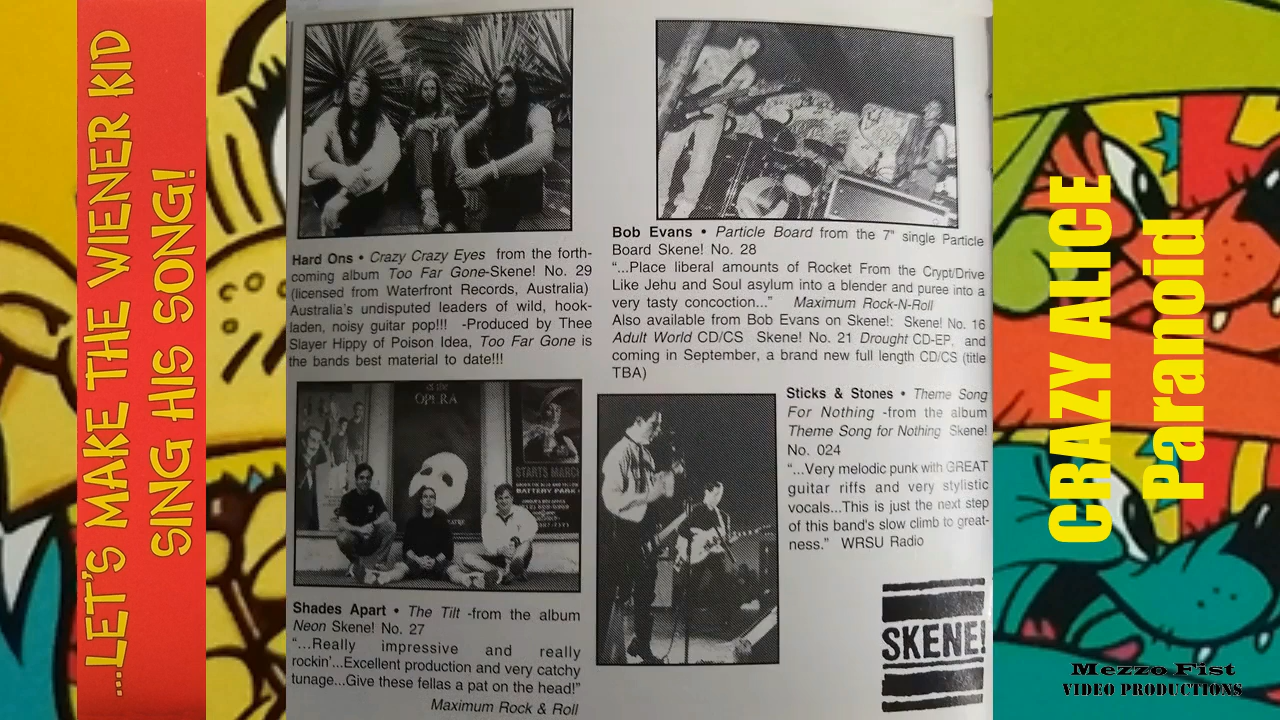 ...LET'S MAKE THE WIENER KID
SING HIS SONG!
Hard Ons • Crazy Crazy Eyes from the forth-
coming album Too Far Gone-Skene! No. 29
(licensed from Waterfront Records, Australia)
Australia's undisputed leaders of wild, hook-
laden, noisy guitar pop!!! -Produced by Thee
Slayer Hippy of Poison Idea, Too Far Gone is
the bands best material to date!!!
of the
OPERA
STARTS MARCH
BATTERY PARK
Shades Apart • The Tilt -from the album
Neon Skene! No. 27
"...Really impressive and really
rockin'...Excellent production and very catchy
tunage...Give these fellas a pat on the head!"
Maximum Rock & Roll
Bob Evans • Particle Board from the 7" single Particle
Board Skene! No. 28
"...Place liberal amounts of Rocket From the Crypt/Drive
Like Jehu and Soul asylum into a blender and puree into a
very tasty concoction..." Maximum Rock-N-Roll
Also available from Bob Evans on Skene!: Skene! No. 16
Adult World CD/CS Skene! No. 21 Drought CD-EP, and
coming in September, a brand new full length CD/CS (title
TBA)
Sticks & Stones • Theme Song
For Nothing -from the album
Theme Song for Nothing Skene!
No. 024
"...Very melodic punk with GREAT
guitar riffs and very stylistic
vocals...This is just the next step
of this band's slow climb to great-
ness." WRSU Radio
SKENE!
CRAZY ALICE
Paranoid
Mezzo Fist
VIDEO PRODUCTIONS